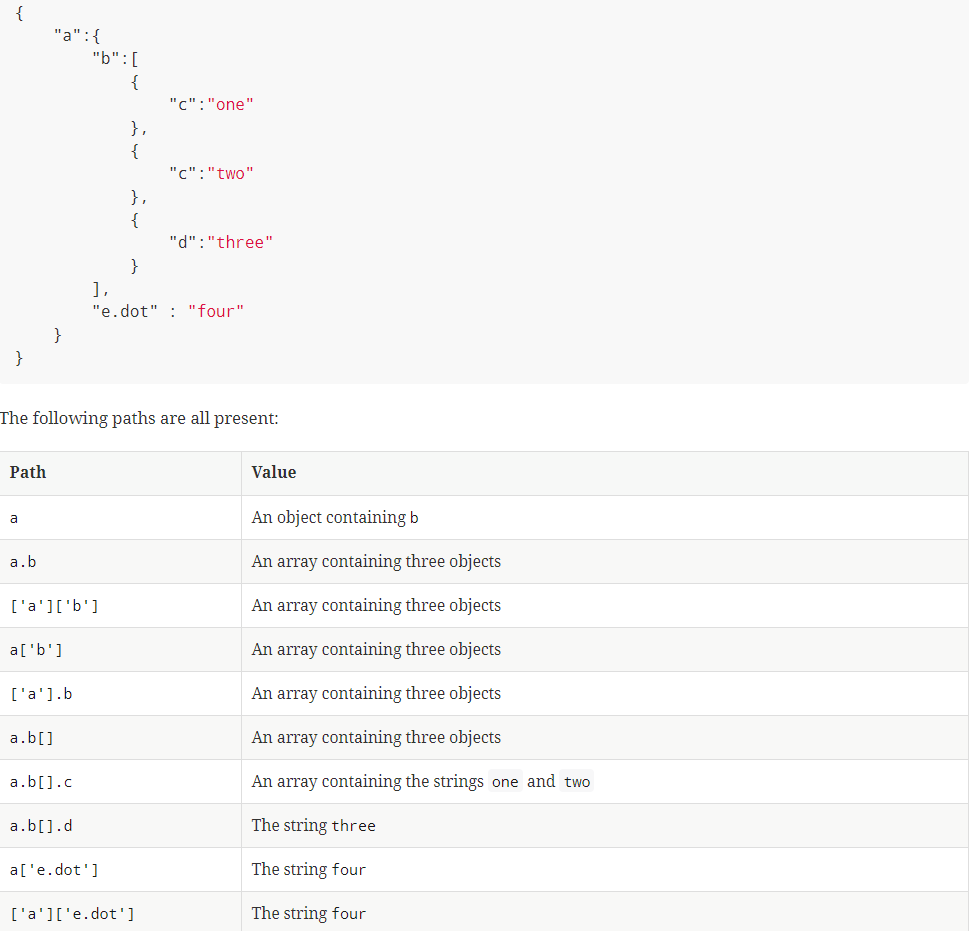 {
"a":{
"b":[
{
"c":"one"
},
{
"c":"two"
},
{
"d":"three"
}
],
"e.dot" : "four"
}
}
The following paths are all present:
Path Value
a An object containing b
a.b An array containing three objects
['a']['b'] An array containing three objects
a['b'] An array containing three objects
['a'].b An array containing three objects
a.b[] An array containing three objects
a.b[].c An array containing the strings one and two
a.b[].d The string three
a['e.dot'] The string four
['a']['e.dot'] The string four